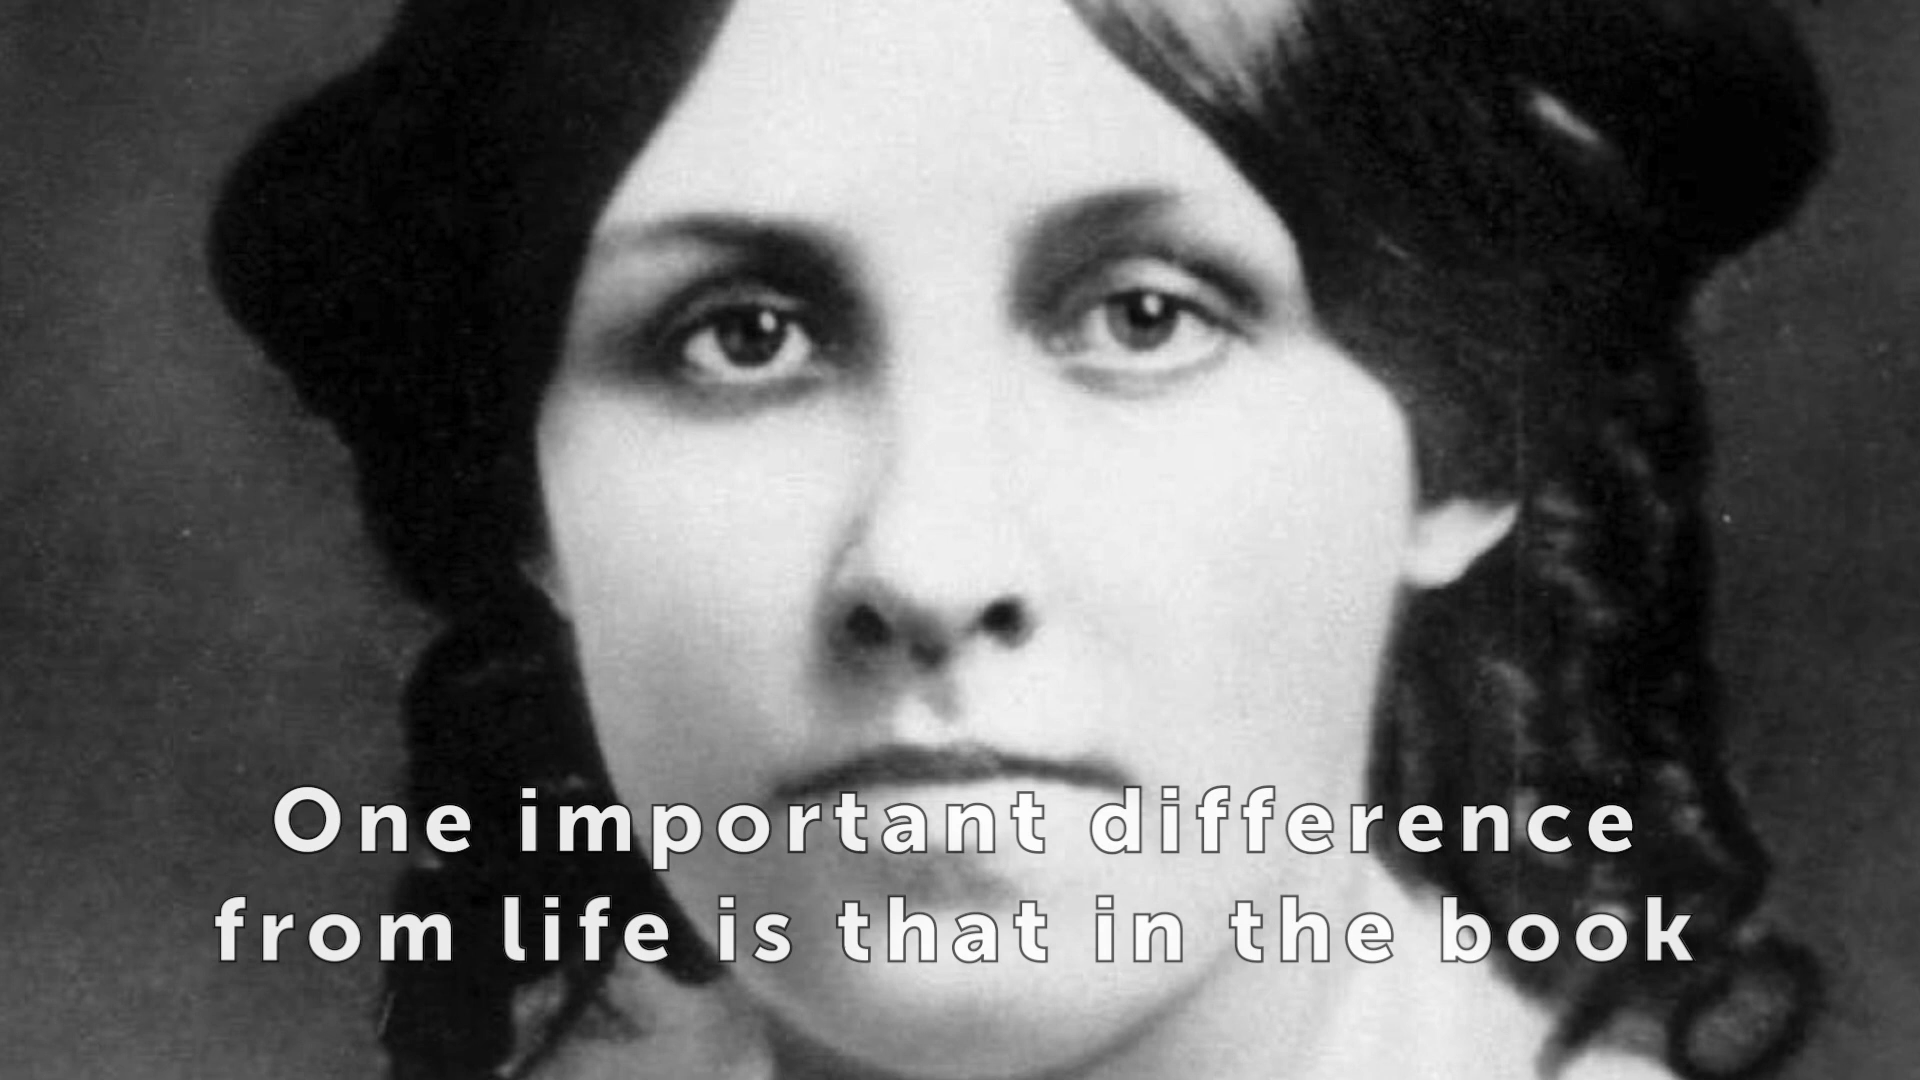 One important difference
from life is that in the book